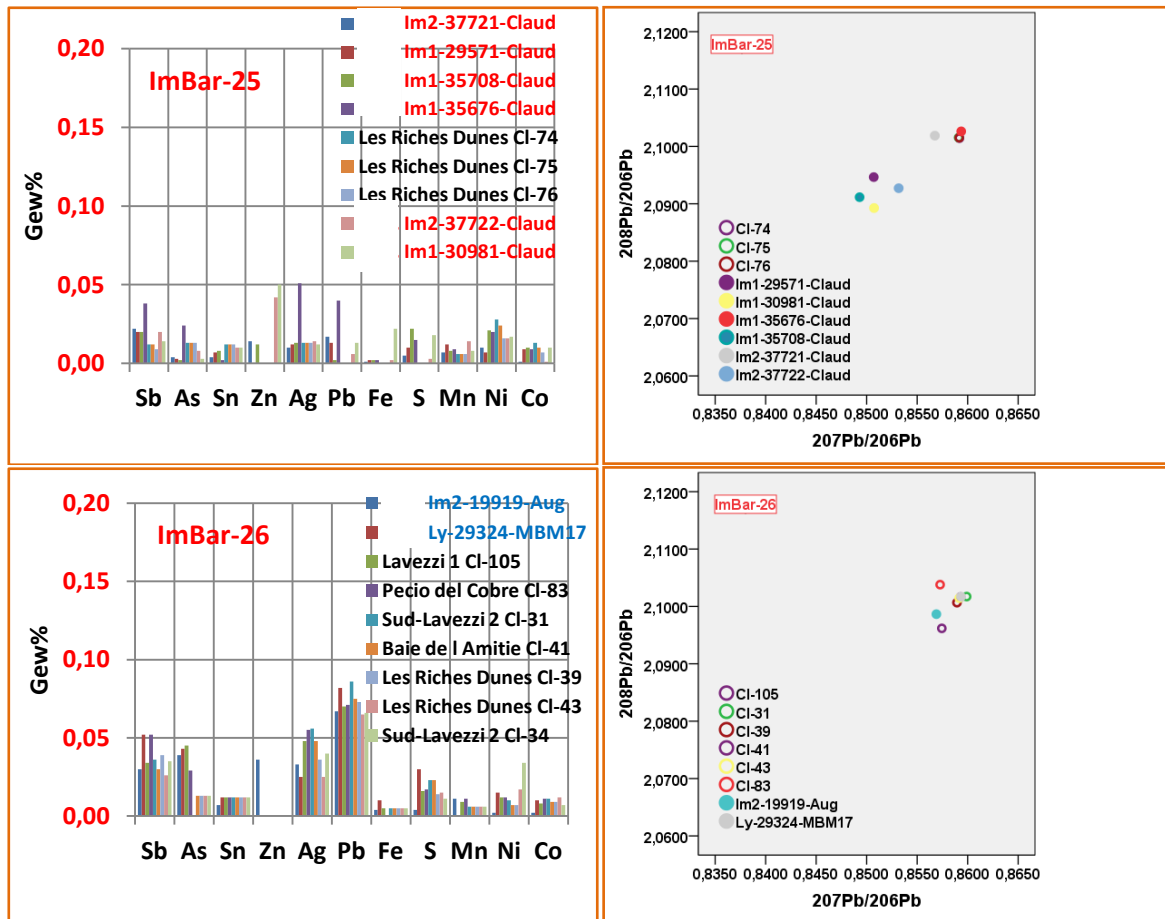 0,20
0,15
0,10
0,05
0,00
Gew%
ImBar-25
Im2-37721-Claud
Im1-29571-Claud
Im1-35708-Claud
Im1-35676-Claud
Les Riches Dunes Cl-74
Les Riches Dunes Cl-75
Les Riches Dunes Cl-76
Im2-37722-Claud
Im1-30981-Claud
Sb As Sn Zn Ag Pb Fe S Mn Ni Co
2,1200
2,1100
2,1000
2,0900
2,0800
2,0700
2,0600
208Pb/206Pb
ImBar-25
Cl-74
Cl-75
Cl-76
Im1-29571-Claud
Im1-30981-Claud
Im1-35676-Claud
Im1-35708-Claud
Im2-37721-Claud
Im2-37722-Claud
0,8350 0,8400 0,8450 0,8500 0,8550 0,8600 0,8650
207Pb/206Pb
0,20
0,15
0,10
0,05
0,00
Gew%
ImBar-26
Im2-19919-Aug
Ly-29324-MBM17
Lavezzi 1 Cl-105
Pecio del Cobre Cl-83
Sud-Lavezzi 2 Cl-31
Baie de l Amitie Cl-41
Les Riches Dunes Cl-39
Les Riches Dunes Cl-43
Sud-Lavezzi 2 Cl-34
Sb As Sn Zn Ag Pb Fe S Mn Ni Co
2,1200
2,1100
2,1000
2,0900
2,0800
2,0700
2,0600
208Pb/206Pb
ImBar-26
Cl-105
Cl-31
Cl-39
Cl-41
Cl-43
Cl-83
Im2-19919-Aug
Ly-29324-MBM17
0,8350 0,8400 0,8450 0,8500 0,8550 0,8600 0,8650
207Pb/206Pb